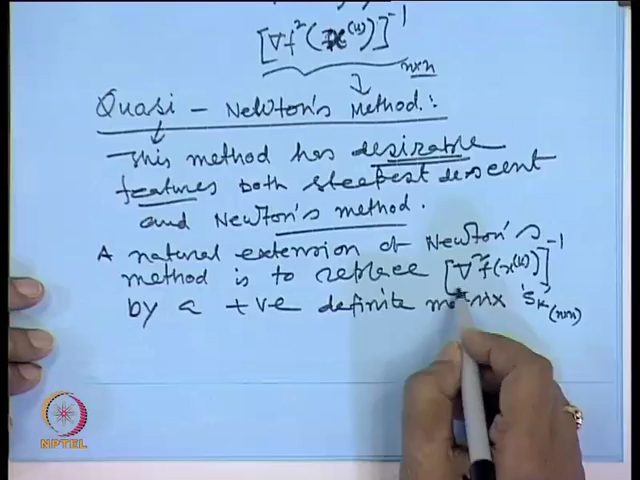 [∇f²(x^(k))]^-1
n×n
Quasi – Newton's Method:
This method has desirable
features both steepest descent
and Newton's method.
A natural extension of Newton's
method is to replace [∇²f(x^(k))]^-1
by a +ve definite matrix 'S_k' (n×n)
NPTEL